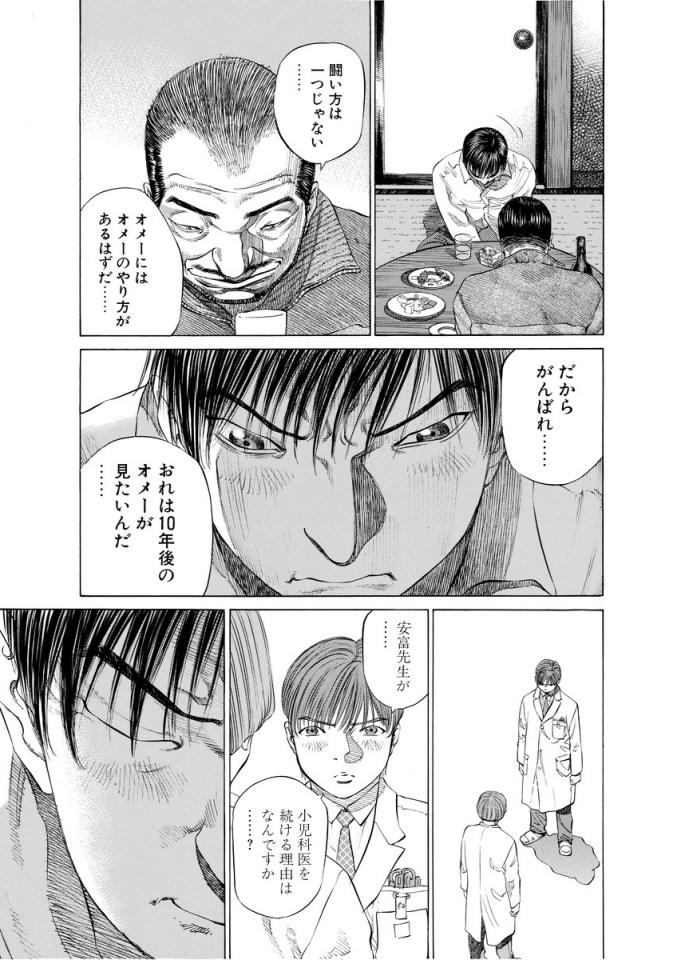 闘い方は
一つじゃない
……
オメーには
オメーのやり方が
あるはずだ……
だから
がんばれ……
おれは10年後の
オメーが
見たいんだ
……
安富先生が
……
小児科医を
続ける理由は
なんですか
……?